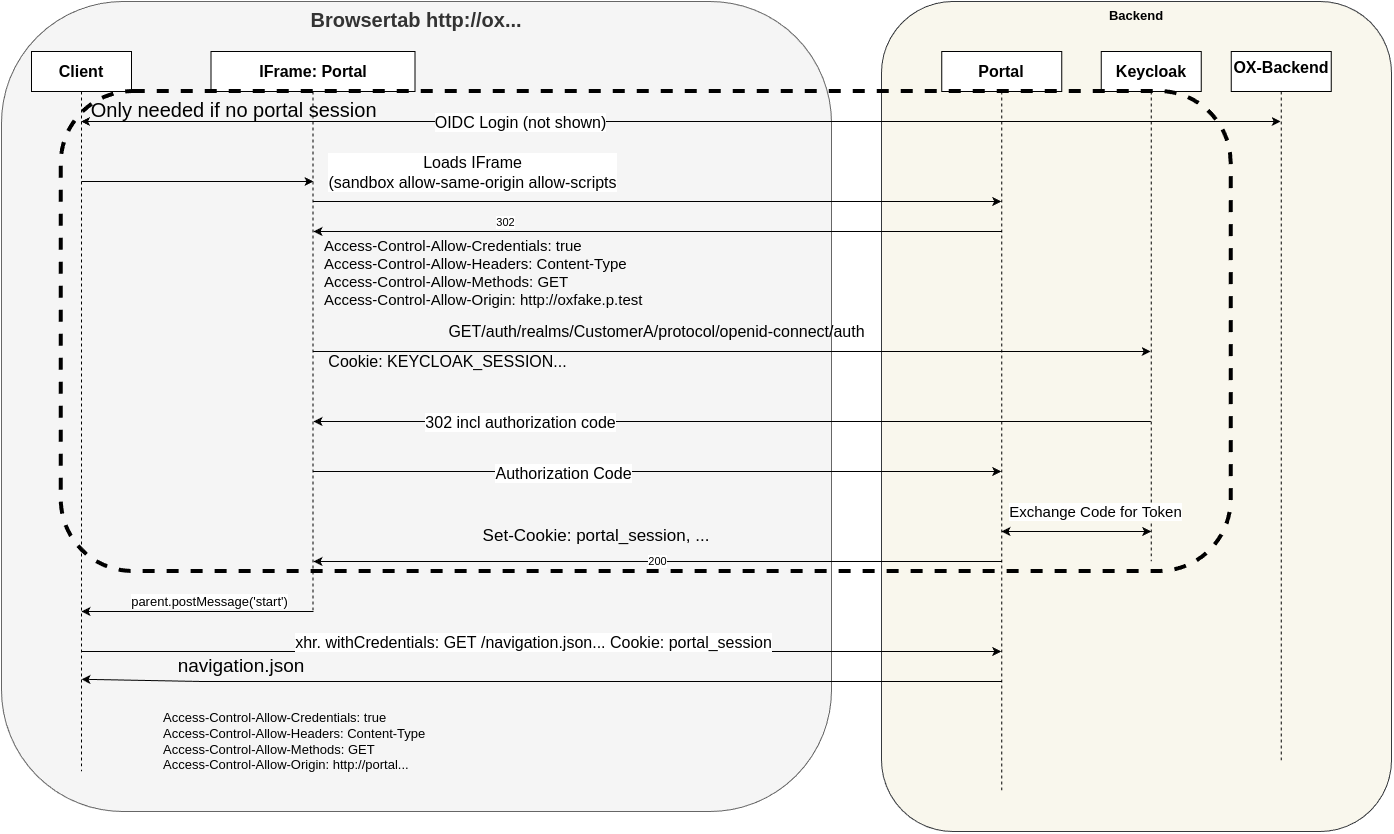 Browsertab http://ox...
Backend
Client
IFrame: Portal
Portal
Keycloak
OX-Backend
Only needed if no portal session
OIDC Login (not shown)
Loads IFrame
(sandbox allow-same-origin allow-scripts
302
Access-Control-Allow-Credentials: true
Access-Control-Allow-Headers: Content-Type
Access-Control-Allow-Methods: GET
Access-Control-Allow-Origin: http://oxfake.p.test
GET/auth/realms/CustomerA/protocol/openid-connect/auth
Cookie: KEYCLOAK_SESSION...
302 incl authorization code
Authorization Code
Exchange Code for Token
Set-Cookie: portal_session, ...
200
parent.postMessage('start')
xhr. withCredentials: GET /navigation.json... Cookie: portal_session
navigation.json
Access-Control-Allow-Credentials: true
Access-Control-Allow-Headers: Content-Type
Access-Control-Allow-Methods: GET
Access-Control-Allow-Origin: http://portal...